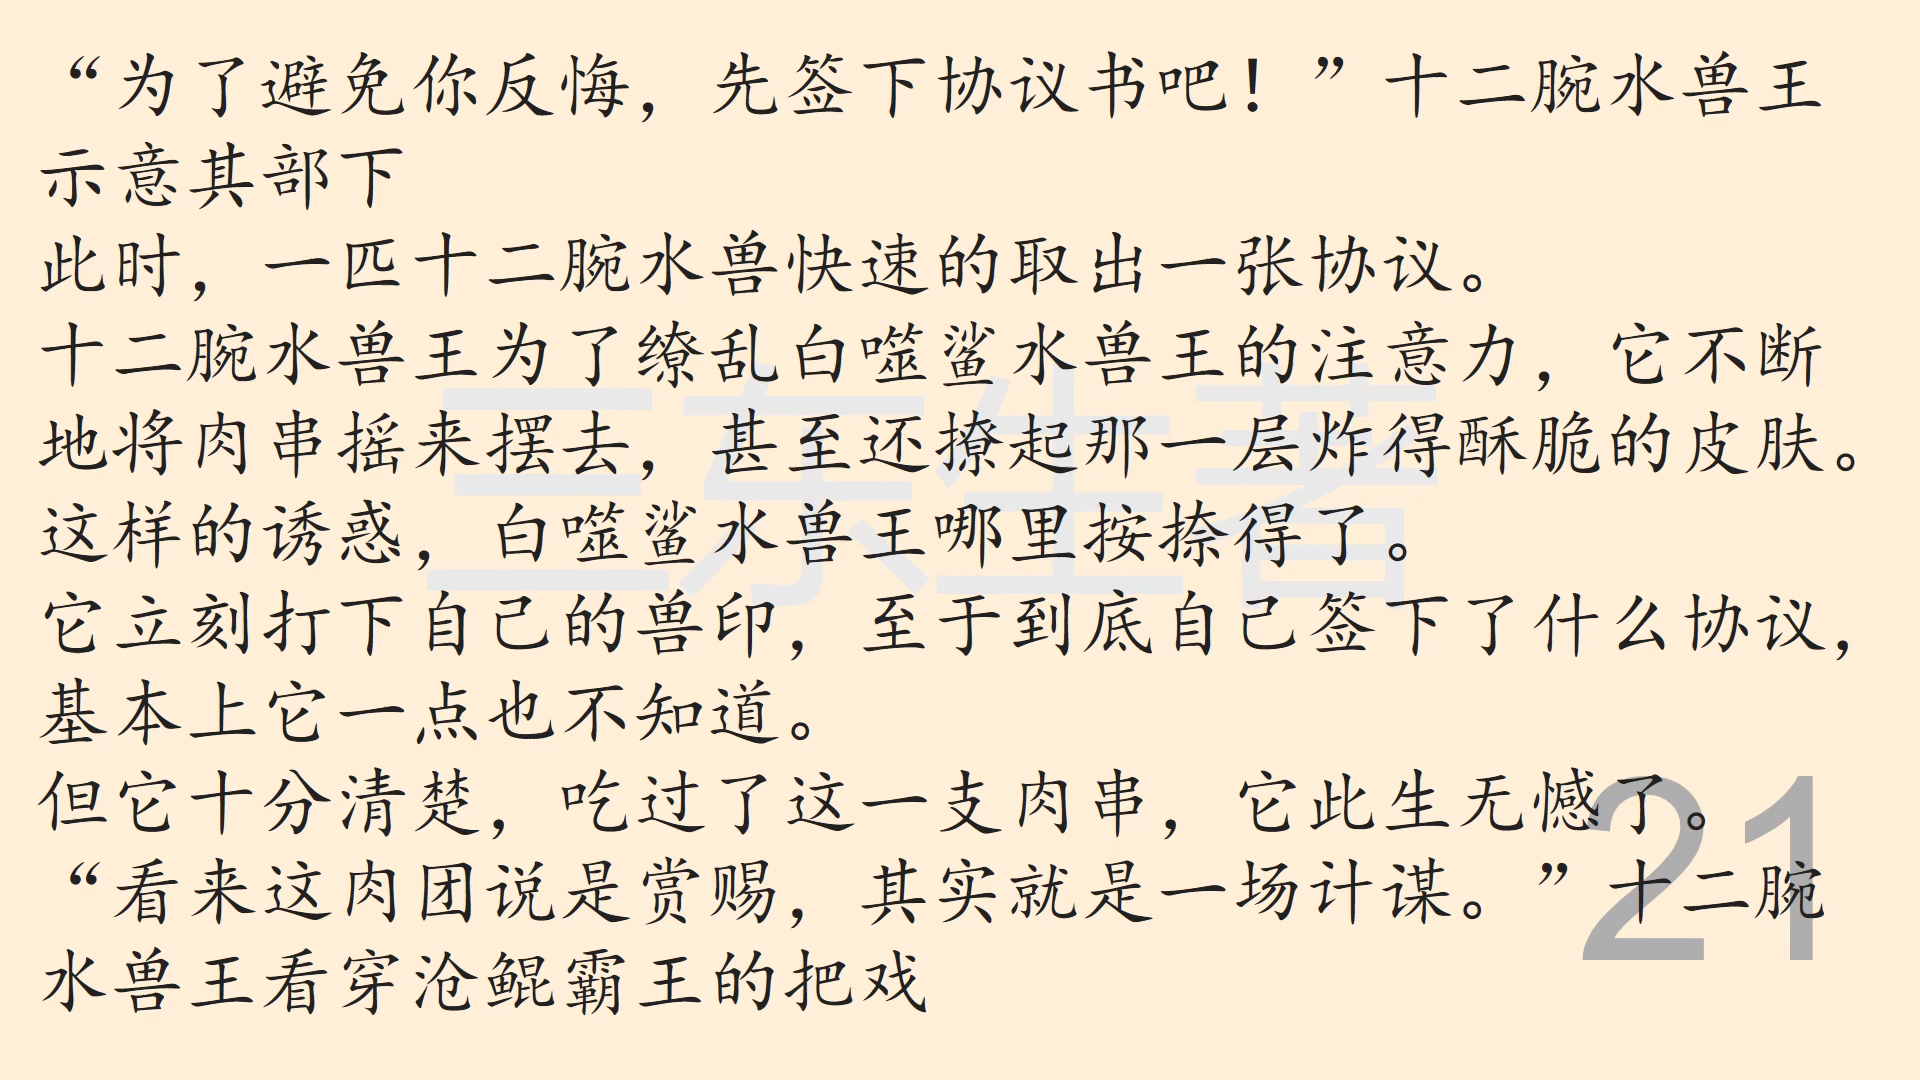 “为了避免你反悔，先签下协议书吧！”十二腕水兽王
示意其部下
此时，一匹十二腕水兽快速的取出一张协议。
十二腕水兽王为了缭乱白噬鲨水兽王的注意力，它不断
地将肉串摇来摆去，甚至还撩起那一层炸得酥脆的皮肤。
三东生著
这样的诱惑，白噬鲨水兽王哪里按捺得了。
它立刻打下自己的兽印，至于到底自己签下了什么协议，
基本上它一点也不知道。
但它十分清楚，吃过了这一支肉串，它此生无憾了。
“看来这肉团说是赏赐，其实就是一场计谋。”十二腕
水兽王看穿沧鲲霸王的把戏
21